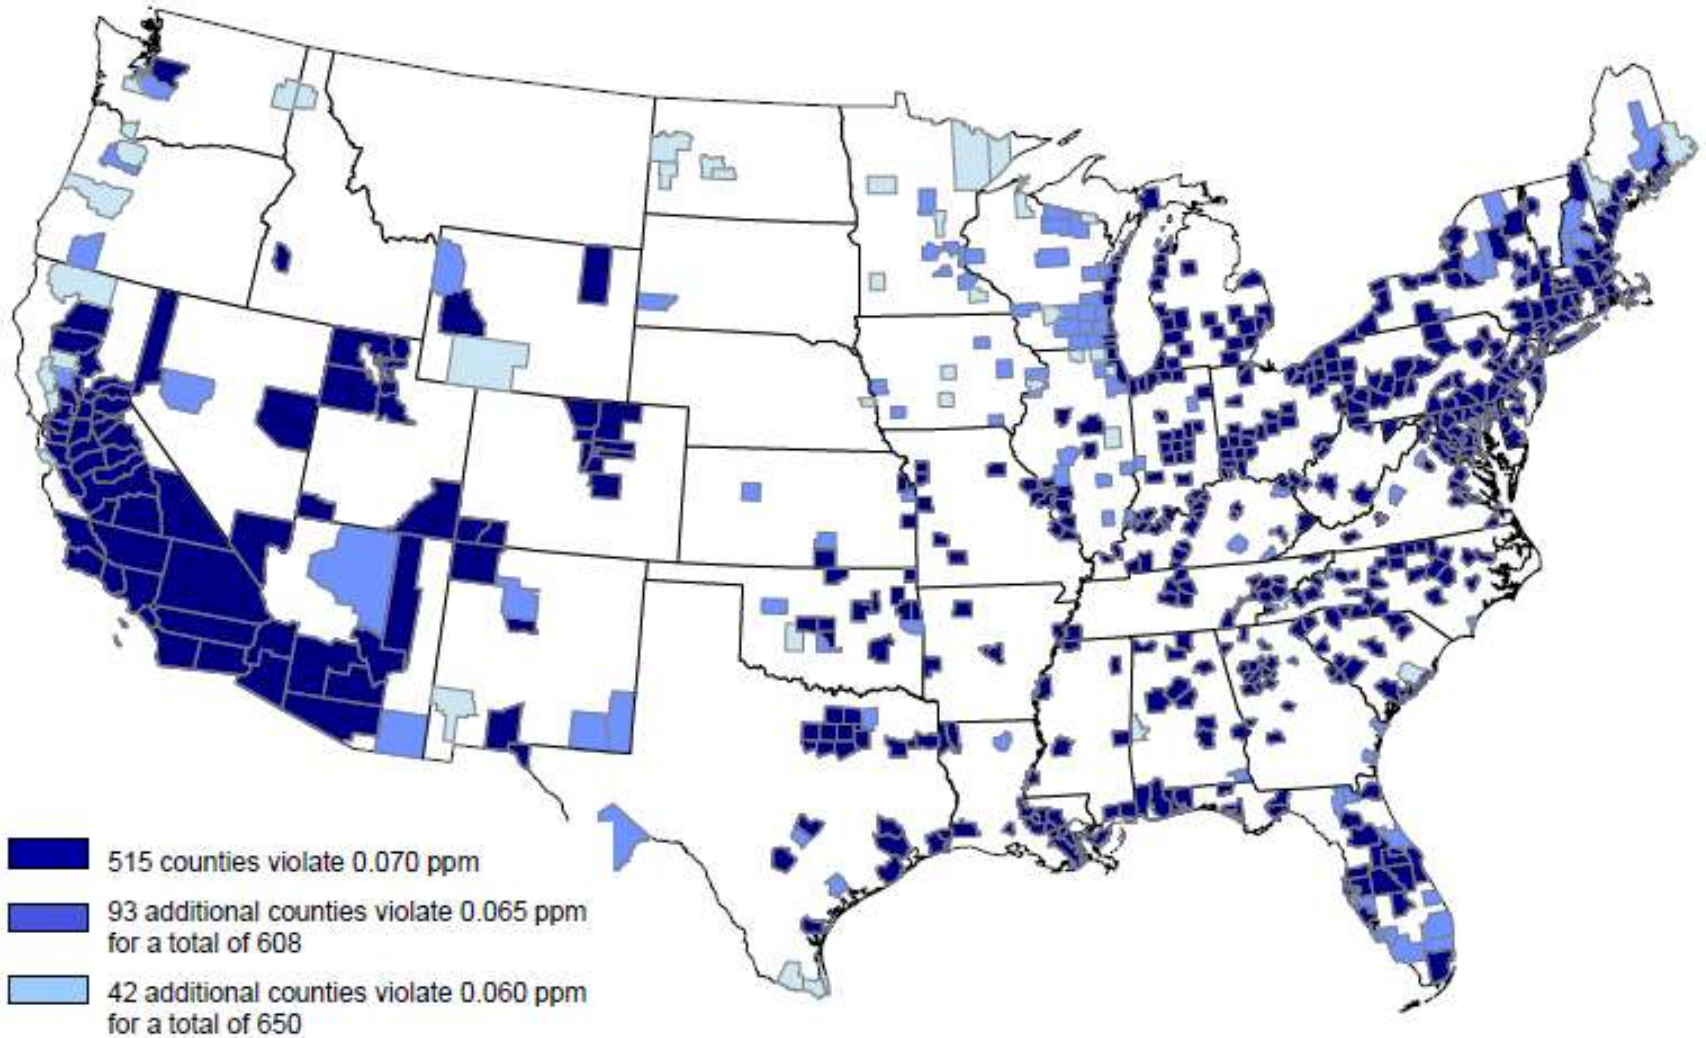 515 counties violate 0.070 ppm
93 additional counties violate 0.065 ppm
for a total of 608
42 additional counties violate 0.060 ppm
for a total of 650